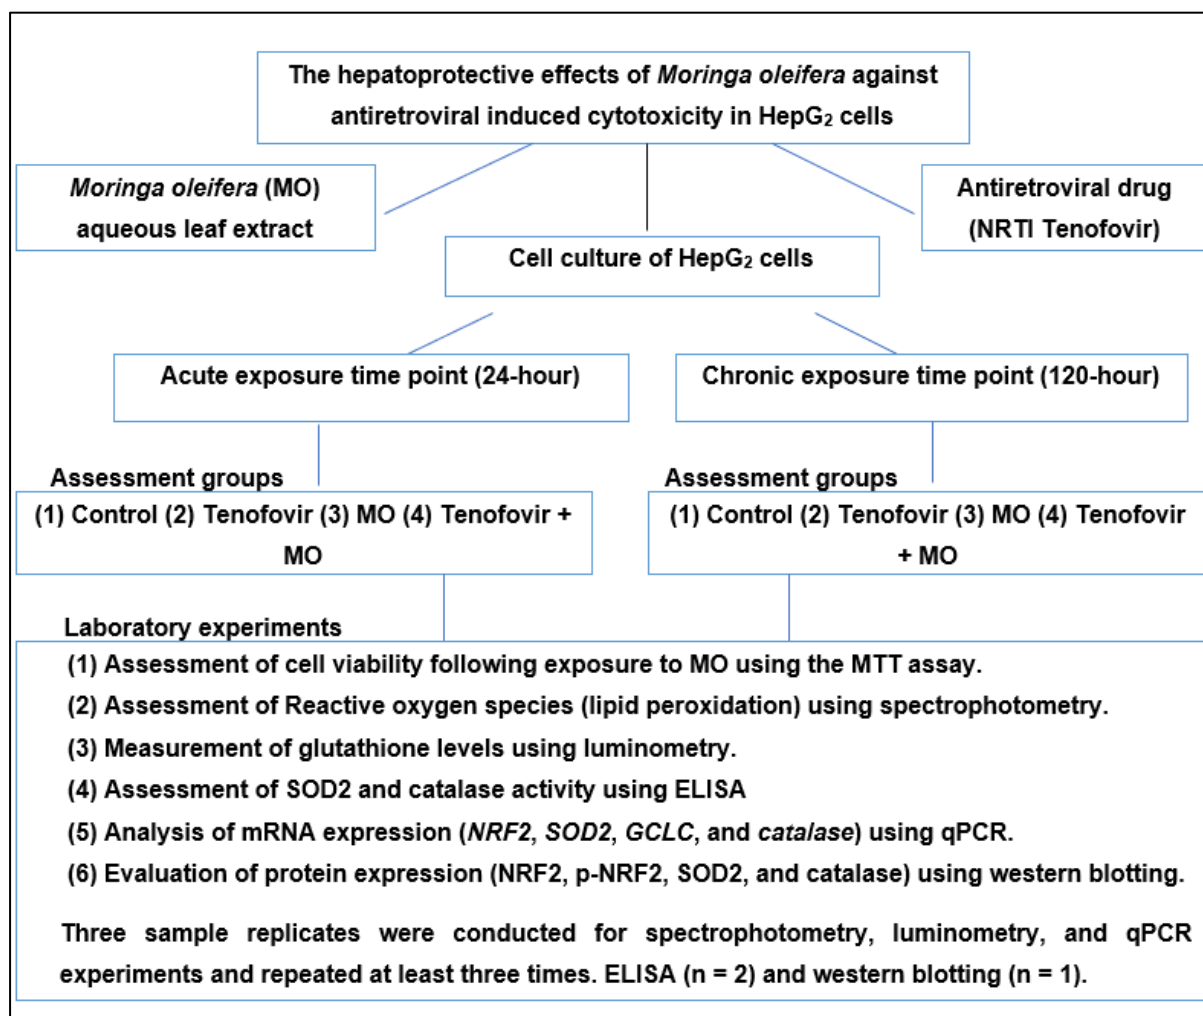 The hepatoprotective effects of Moringa oleifera against
antiretroviral induced cytotoxicity in HepG₂ cells
Moringa oleifera (MO)
aqueous leaf extract
Antiretroviral drug
(NRTI Tenofovir)
Cell culture of HepG₂ cells
Acute exposure time point (24-hour)
Chronic exposure time point (120-hour)
Assessment groups
(1) Control (2) Tenofovir (3) MO (4) Tenofovir +
MO
Assessment groups
(1) Control (2) Tenofovir (3) MO (4) Tenofovir
+ MO
Laboratory experiments
(1) Assessment of cell viability following exposure to MO using the MTT assay.
(2) Assessment of Reactive oxygen species (lipid peroxidation) using spectrophotometry.
(3) Measurement of glutathione levels using luminometry.
(4) Assessment of SOD2 and catalase activity using ELISA
(5) Analysis of mRNA expression (NRF2, SOD2, GCLC, and catalase) using qPCR.
(6) Evaluation of protein expression (NRF2, p-NRF2, SOD2, and catalase) using western blotting.
Three sample replicates were conducted for spectrophotometry, luminometry, and qPCR
experiments and repeated at least three times. ELISA (n = 2) and western blotting (n = 1).